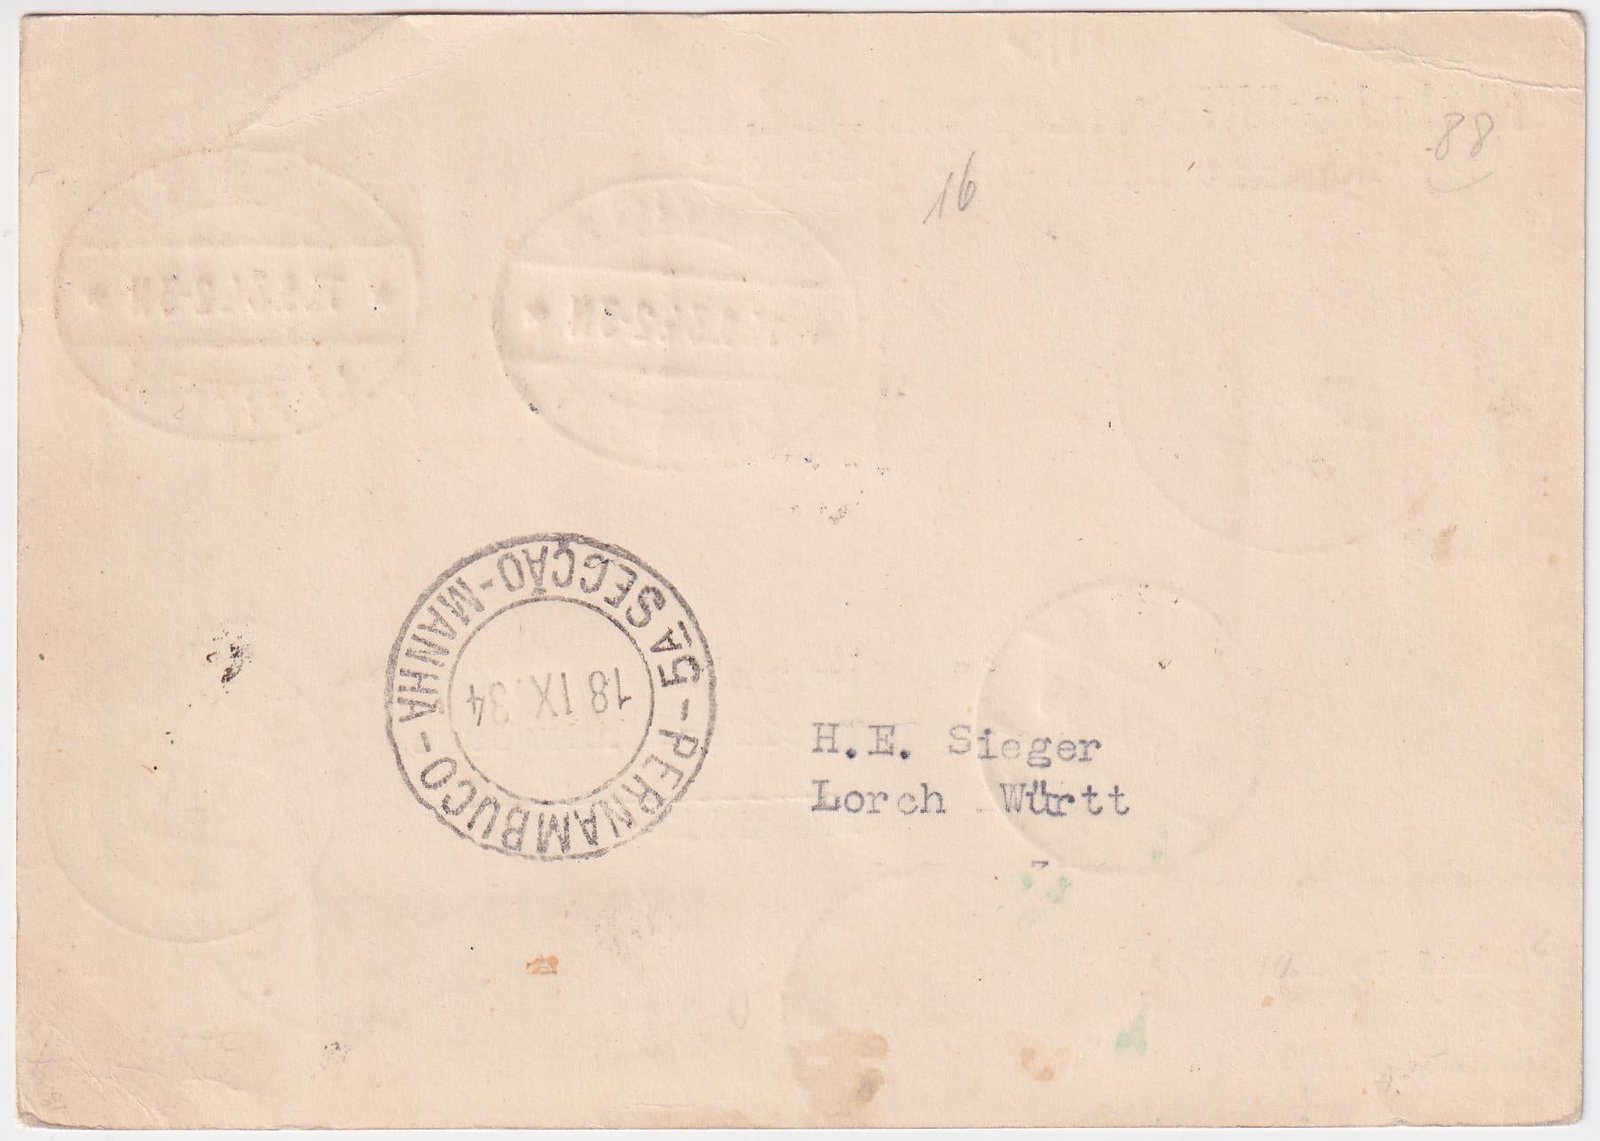 88
16
5A SECÇÃO - MANHÃ - PERNAMBUCO -
18 IX. 34
H.E. Sieger
Lorch Württ